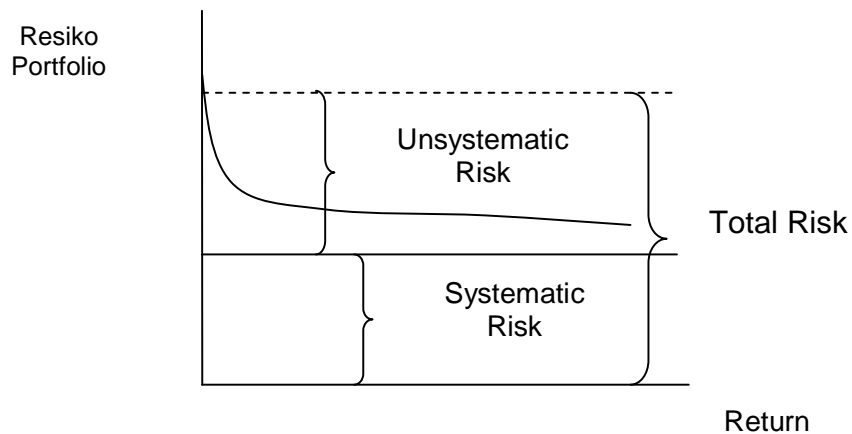 Resiko
Portfolio
Unsystematic
Risk
Total Risk
Systematic
Risk
Return